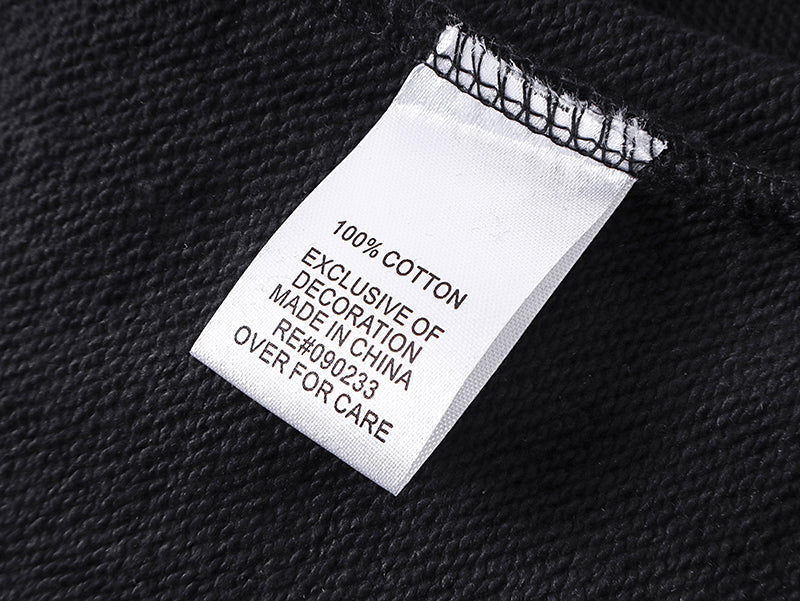 100% COTTON
EXCLUSIVE OF
DECORATION
MADE IN CHINA
RE#090233
OVER FOR CARE